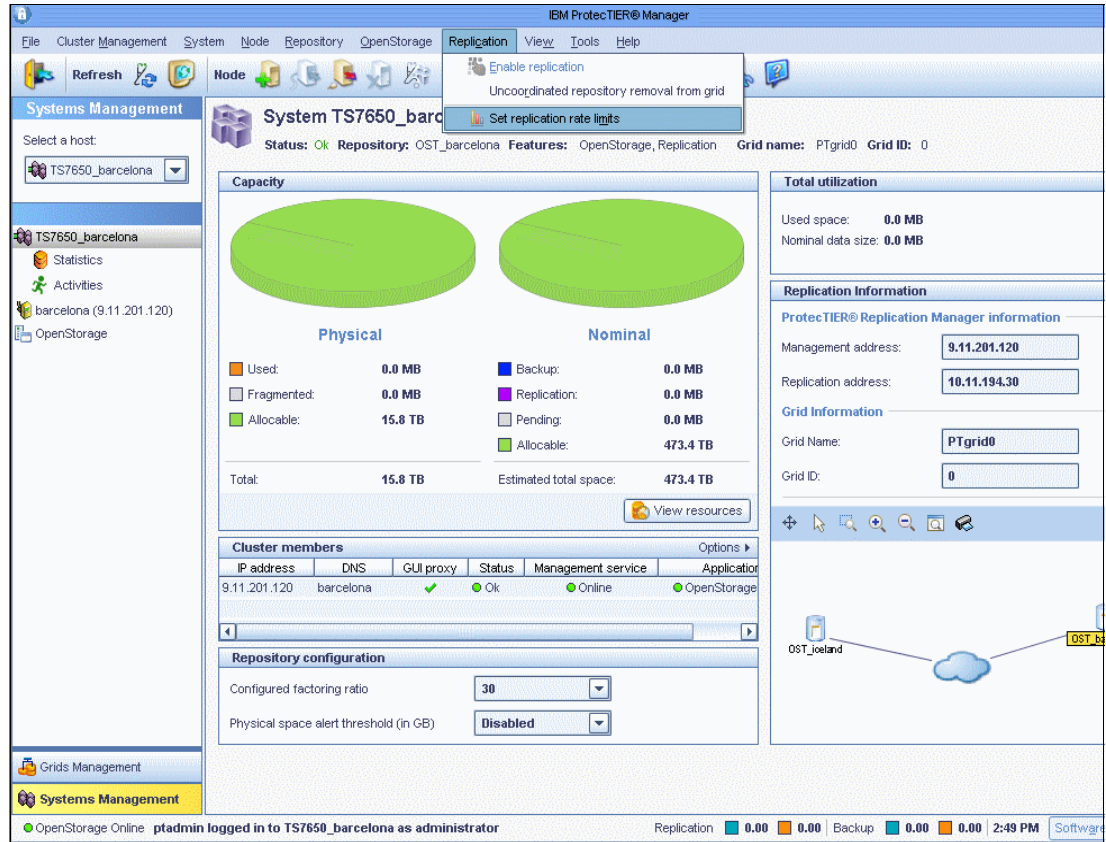 IBM ProtecTIER® Manager
File Cluster Management System Node Repository OpenStorage Replication View Tools Help
Refresh Node
Enable replication
Uncoordinated repository removal from grid
Set replication rate limits
Systems Management
Select a host:
TS7650_barcelona
TS7650_barcelona
Statistics
Activities
barcelona (9.11.201.120)
OpenStorage
System TS7650_barc
Status: Ok Repository: OST_barcelona Features: OpenStorage, Replication Grid name: PTgrid0 Grid ID: 0
Capacity
Physical Nominal
Used: 0.0 MB Backup: 0.0 MB
Fragmented: 0.0 MB Replication: 0.0 MB
Allocable: 15.8 TB Pending: 0.0 MB
Allocable: 473.4 TB
Total: 15.8 TB Estimated total space: 473.4 TB
View resources
Cluster members Options
IP address DNS GUI proxy Status Management service Application
9.11.201.120 barcelona Ok Online OpenStorage
Repository configuration
Configured factoring ratio 30
Physical space alert threshold (in GB) Disabled
Total utilization
Used space: 0.0 MB
Nominal data size: 0.0 MB
Replication Information
ProtecTIER® Replication Manager information
Management address: 9.11.201.120
Replication address: 10.11.194.30
Grid Information
Grid Name: PTgrid0
Grid ID: 0
OST_iceland
OST_ba
Grids Management
Systems Management
OpenStorage Online ptadmin logged in to TS7650_barcelona as administrator Replication 0.00 0.00 Backup 0.00 0.00 2:49 PM Software